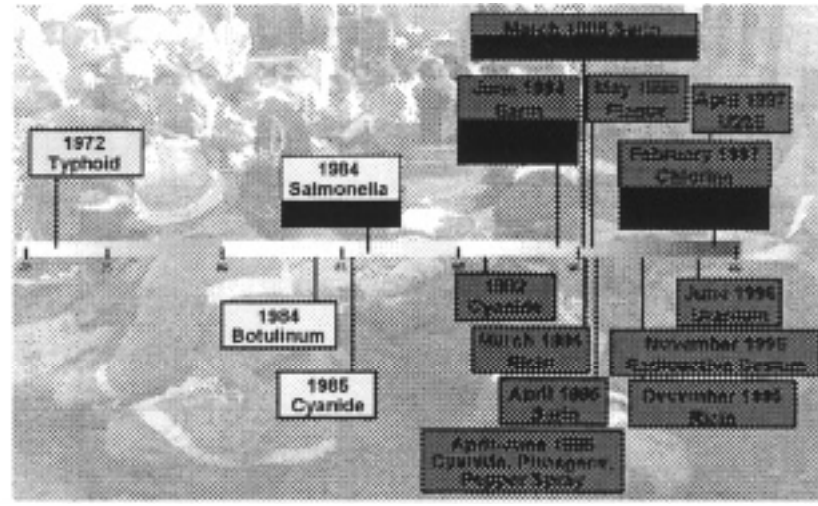 March 1995 Sarin
June 1994
Sarin
May 1995
Plague
April 1997
U235
1972
Typhoid
1984
Salmonella
February 1997
Chlorine
1984
Botulinum
1985
Cyanide
1992
Cyanide
March 1995
Ricin
April 1995
Sarin
April-June 1995
Cyanide, Phosgene,
Pepper Spray
June 1996
Uranium
November 1995
Radioactive Cesium
December 1995
Ricin